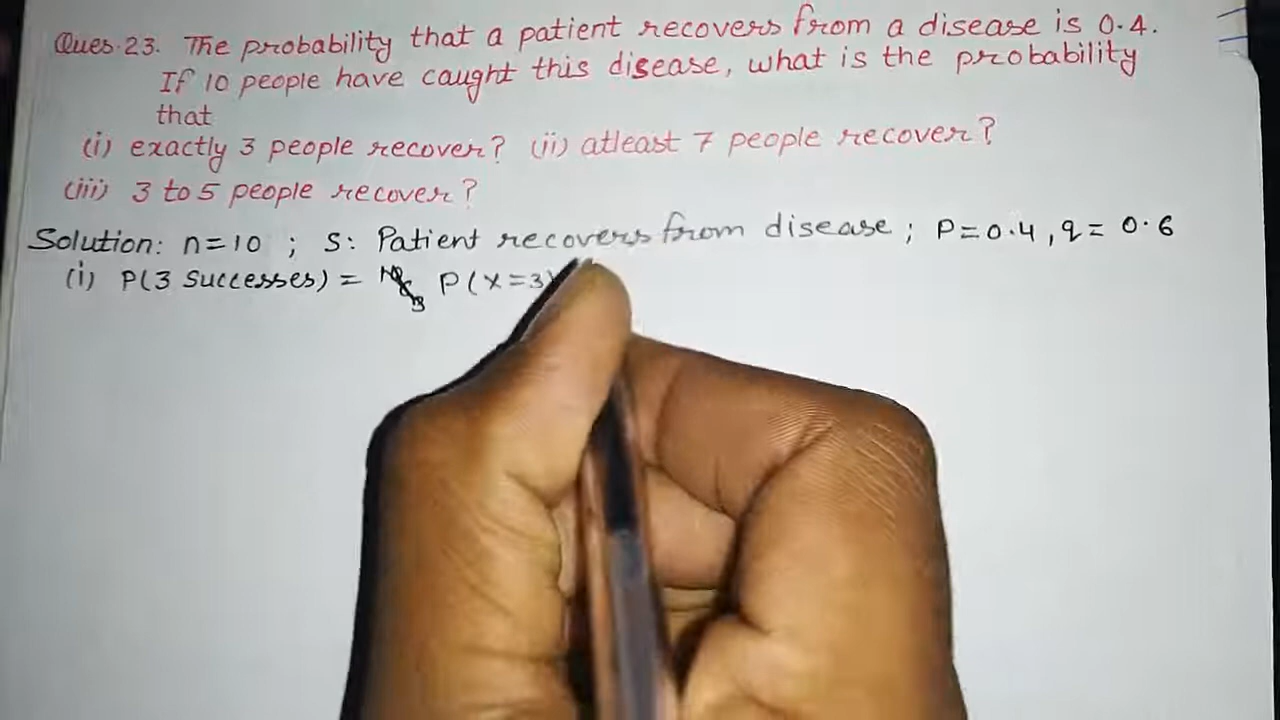 Ques.23. The probability that a patient recovers from a disease is 0.4.
If 10 people have caught this disease, what is the probability
that
(i) exactly 3 people recover? (ii) atleast 7 people recover?
(iii) 3 to 5 people recover?
Solution: n=10 ; S: Patient recovers from disease ; P=0.4, q= 0.6
(i) P(3 Successes) = P(X=3)